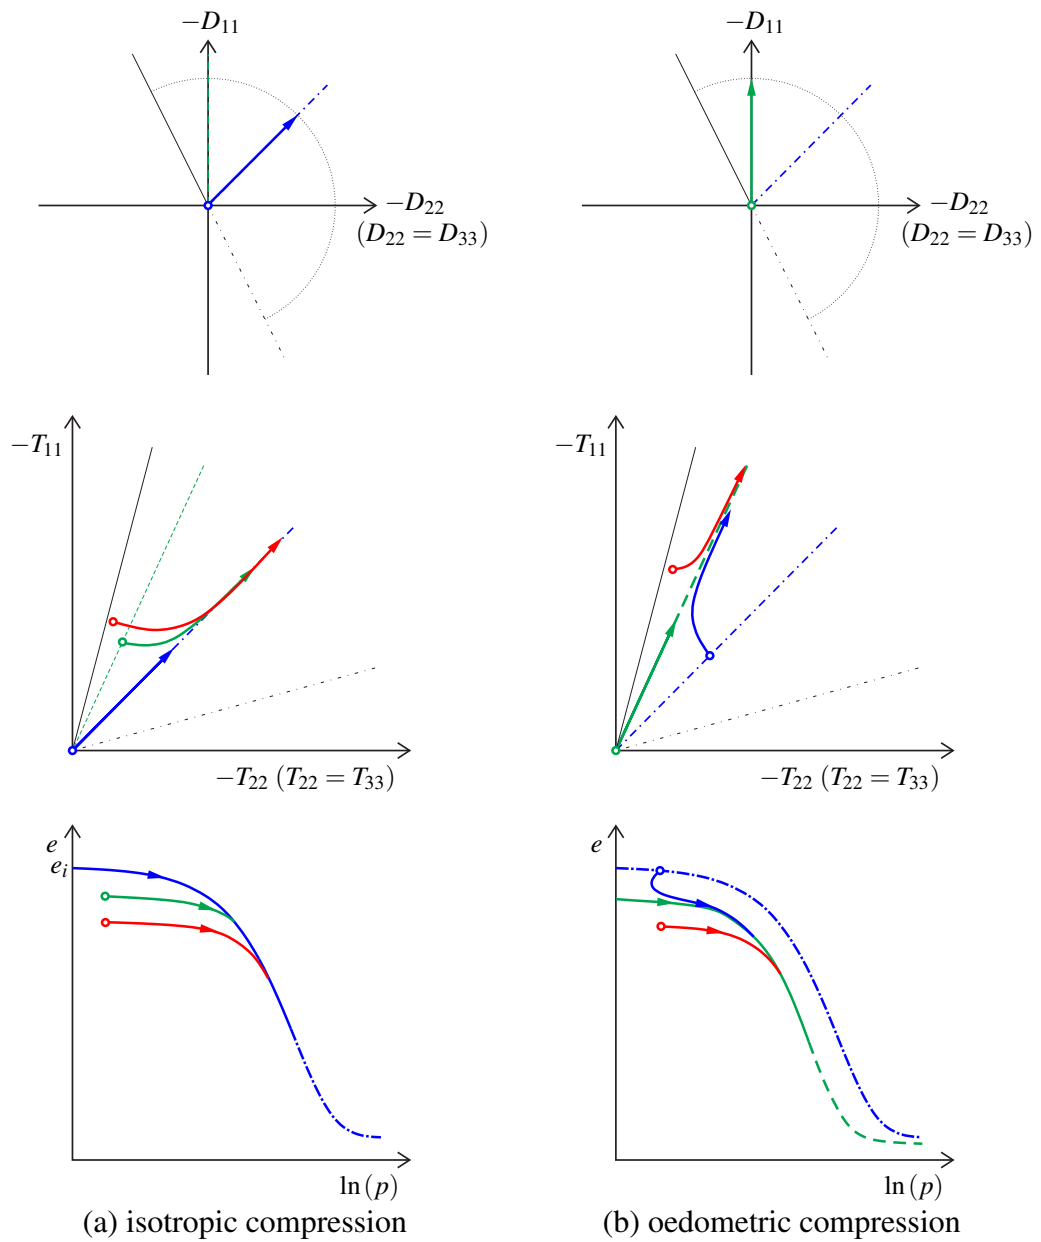 −D₁₁
−D₂₂
(D₂₂ = D₃₃)
−D₁₁
−D₂₂
(D₂₂ = D₃₃)
−T₁₁
−T₂₂ (T₂₂ = T₃₃)
−T₁₁
−T₂₂ (T₂₂ = T₃₃)
e
eᵢ
ln (p)
e
ln (p)
(a) isotropic compression
(b) oedometric compression